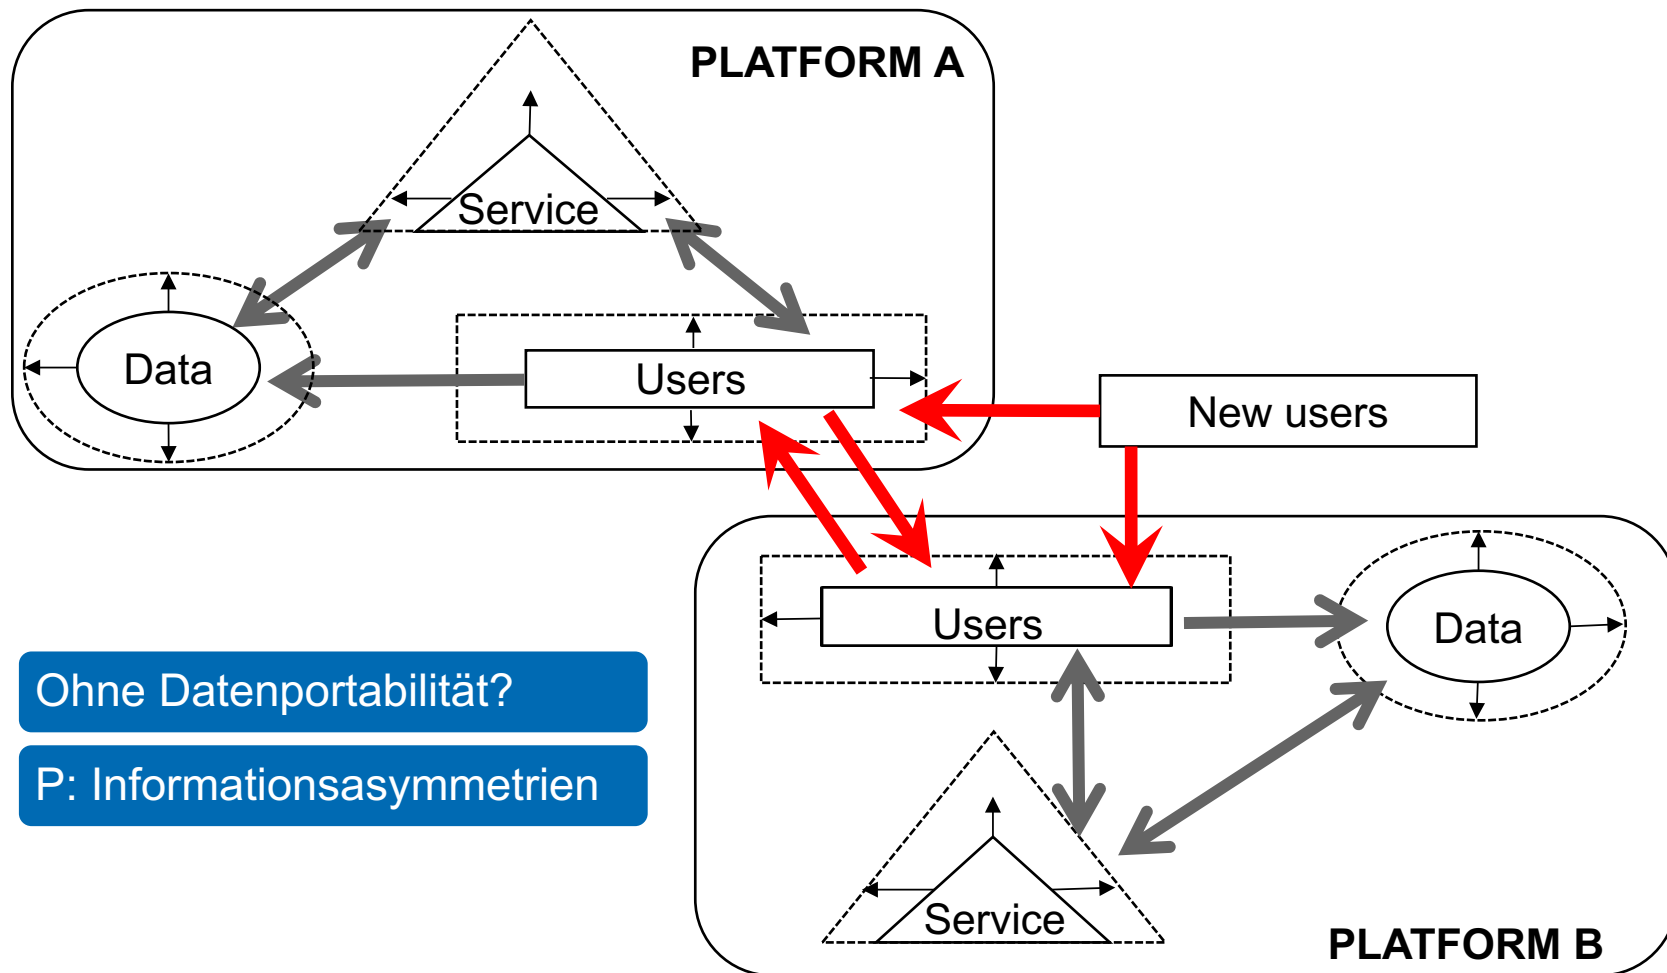 PLATFORM A
Service
Data
Users
New users
Users
Data
Ohne Datenportabilität?
P: Informationsasymmetrien
Service
PLATFORM B